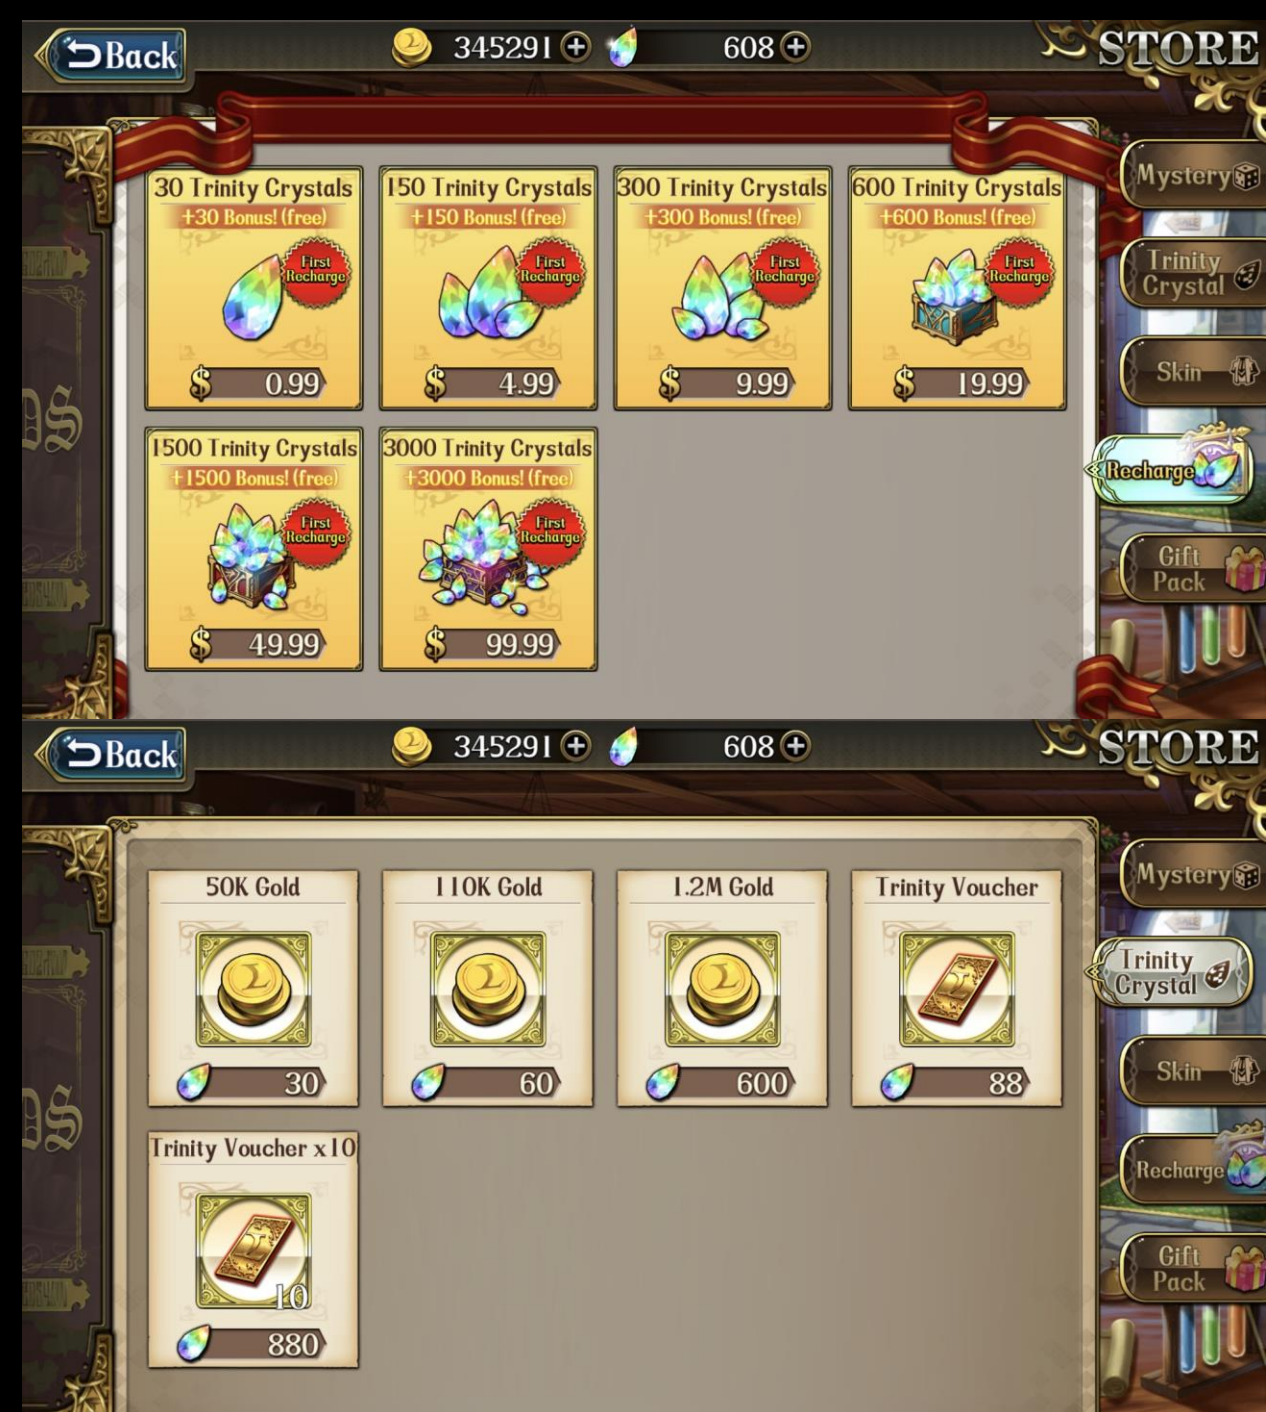 Back
345291
608
STORE
30 Trinity Crystals
+30 Bonus! (free)
First
Recharge
$ 0.99
150 Trinity Crystals
+150 Bonus! (free)
First
Recharge
$ 4.99
300 Trinity Crystals
+300 Bonus! (free)
First
Recharge
$ 9.99
600 Trinity Crystals
+600 Bonus! (free)
First
Recharge
$ 19.99
1500 Trinity Crystals
+1500 Bonus! (free)
First
Recharge
$ 49.99
3000 Trinity Crystals
+3000 Bonus! (free)
First
Recharge
$ 99.99
Mystery
Trinity
Crystal
Skin
Recharge
Gift
Pack
Back
345291
608
STORE
50K Gold
30
110K Gold
60
1.2M Gold
600
Trinity Voucher
88
Trinity Voucher x10
10
880
Mystery
Trinity
Crystal
Skin
Recharge
Gift
Pack